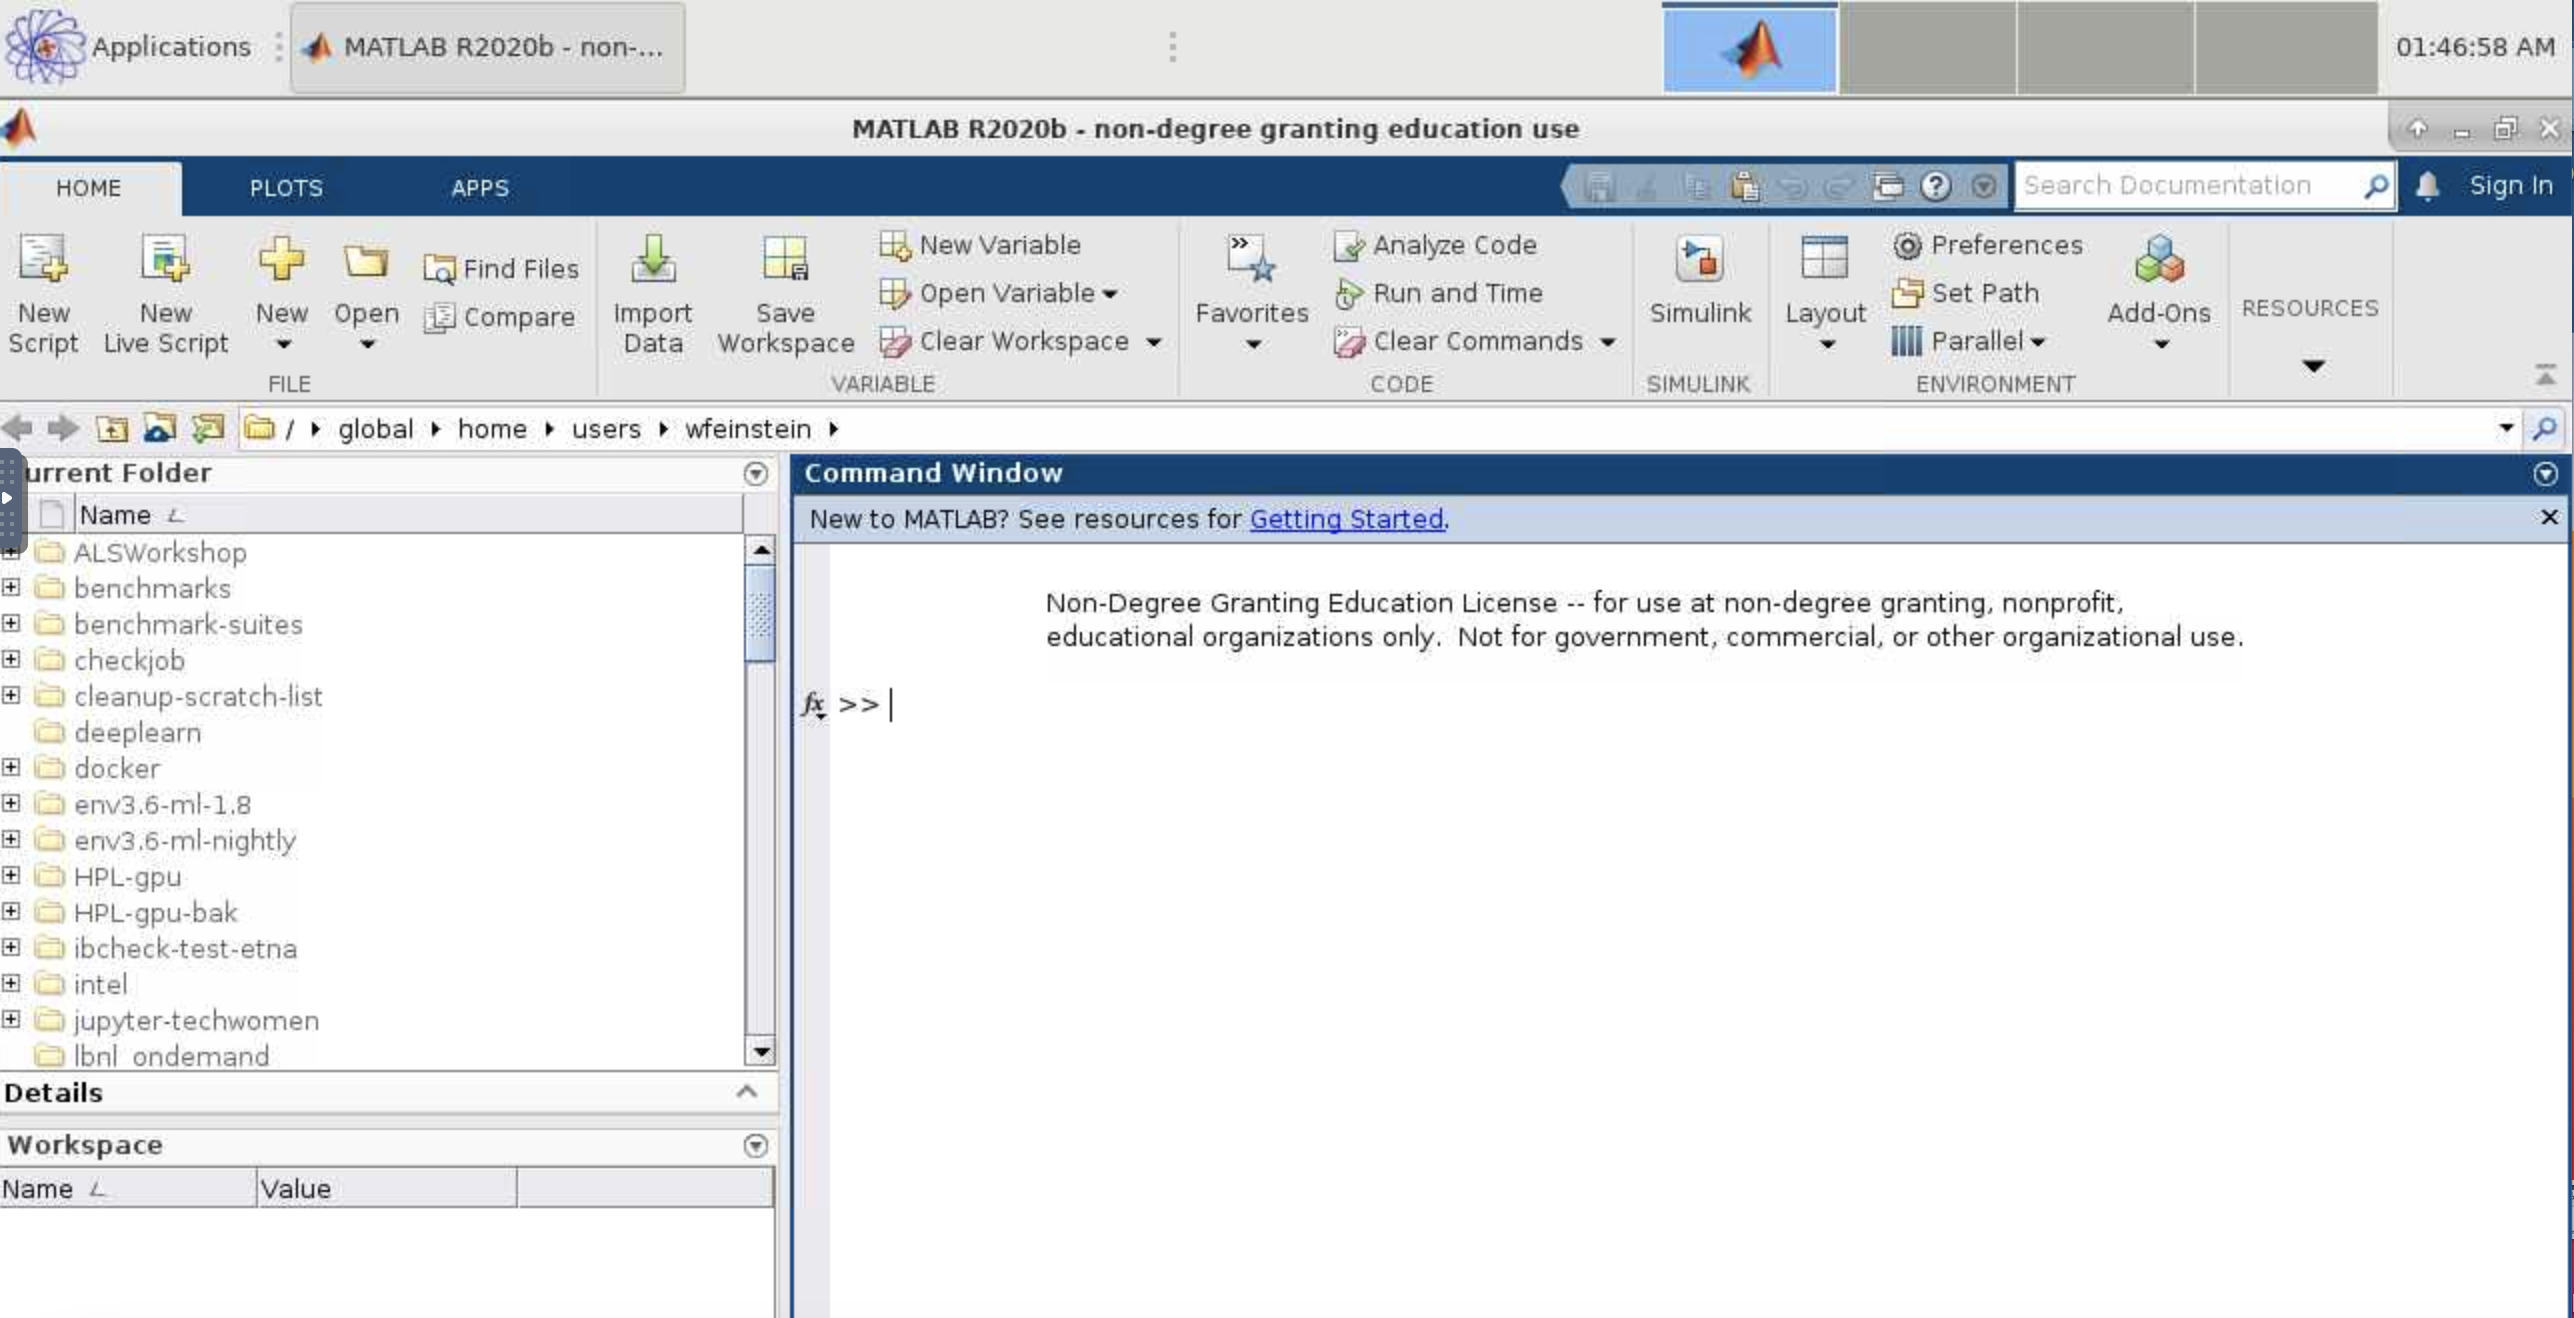 Applications
MATLAB R2020b - non-...
01:46:58 AM
MATLAB R2020b - non-degree granting education use
HOME PLOTS APPS
Search Documentation
Sign In
New Script
New Live Script
New
Open
Find Files
Compare
FILE
Import Data
Save Workspace
New Variable
Open Variable
Clear Workspace
VARIABLE
Favorites
Analyze Code
Run and Time
Clear Commands
CODE
Simulink
SIMULINK
Layout
Preferences
Set Path
Parallel
Add-Ons
ENVIRONMENT
RESOURCES
/ global home users wfeinstein
urrent Folder
Name
ALSWorkshop
benchmarks
benchmark-suites
checkjob
cleanup-scratch-list
deeplearn
docker
env3.6-ml-1.8
env3.6-ml-nightly
HPL-gpu
HPL-gpu-bak
ibcheck-test-etna
intel
jupyter-techwomen
lbnl_ondemand
Details
Workspace
Name Value
Command Window
New to MATLAB? See resources for Getting Started.
Non-Degree Granting Education License -- for use at non-degree granting, nonprofit,
educational organizations only.  Not for government, commercial, or other organizational use.
fx >>